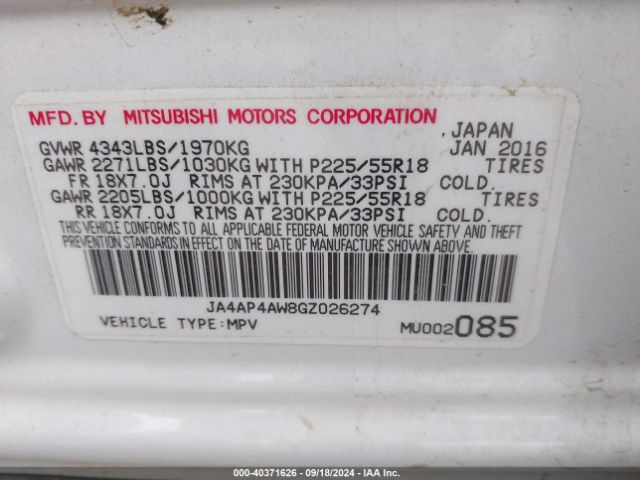 MFD. BY MITSUBISHI MOTORS CORPORATION
JAPAN
GVWR 4343LBS/1970KG JAN 2016
GAWR 2271LBS/1030KG WITH P225/55R18 TIRES
FR 18X7.0J RIMS AT 230KPA/33PSI COLD.
GAWR 2205LBS/1000KG WITH P225/55R18 TIRES
RR 18X7.0J RIMS AT 230KPA/33PSI COLD.
THIS VEHICLE CONFORMS TO ALL APPLICABLE FEDERAL MOTOR VEHICLE SAFETY AND THEFT
PREVENTION STANDARDS IN EFFECT ON THE DATE OF MANUFACTURE SHOWN ABOVE.
JA4AP4AW8GZ026274
VEHICLE TYPE:MPV MU002085
000-40371626 - 09/18/2024 - IAA Inc.